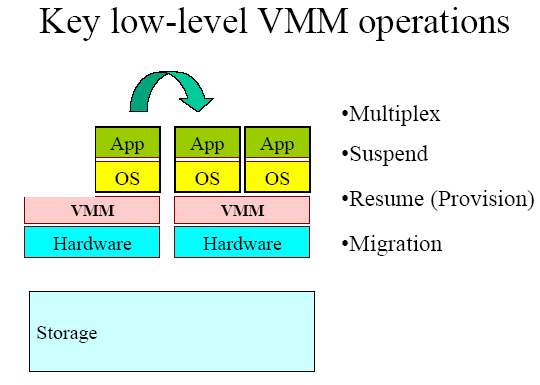 Key low-level VMM operations
App App App
OS OS OS
VMM VMM
Hardware Hardware
Storage
•Multiplex
•Suspend
•Resume (Provision)
•Migration